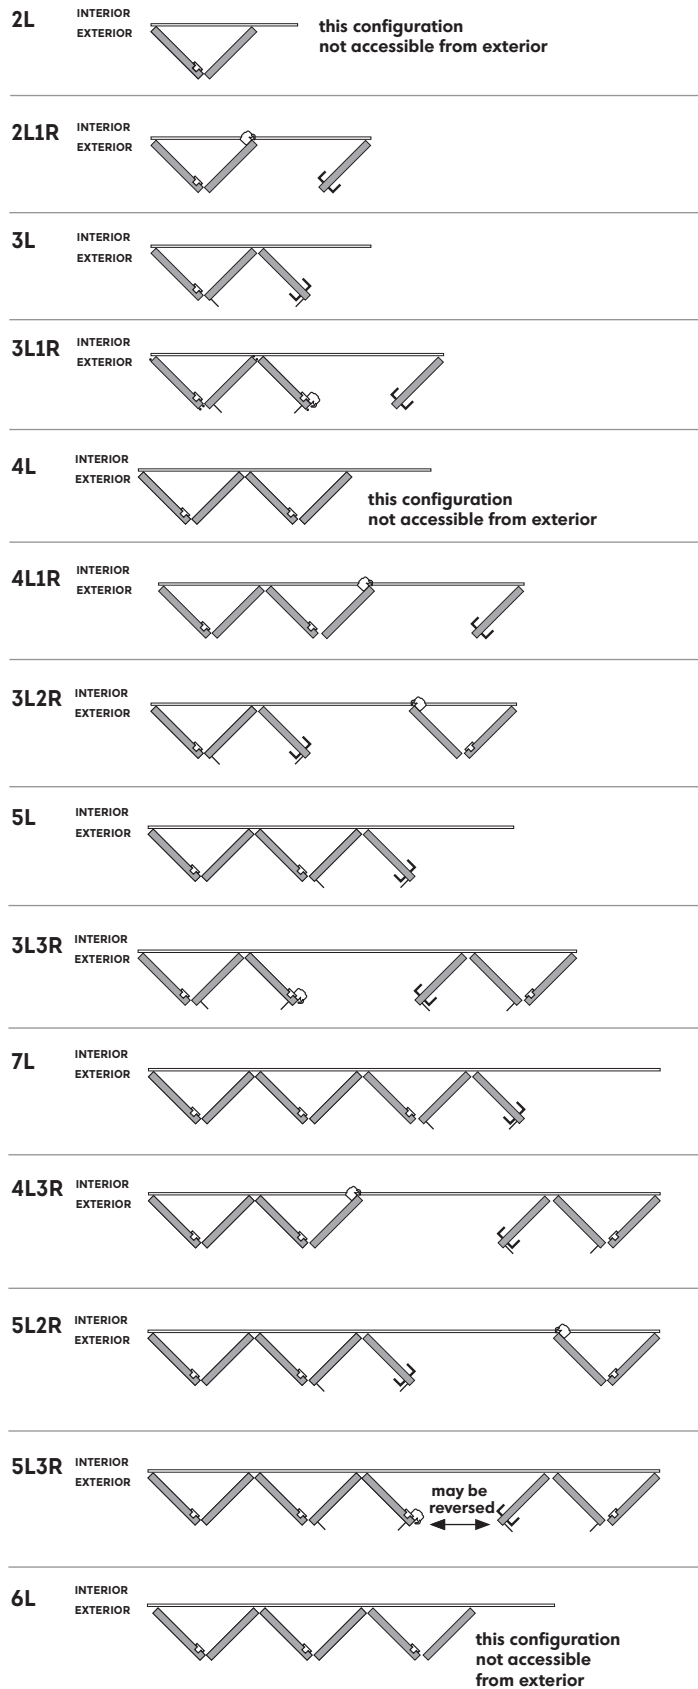 2L
INTERIOR
EXTERIOR
this configuration
not accessible from exterior
2L1R
INTERIOR
EXTERIOR
3L
INTERIOR
EXTERIOR
3L1R
INTERIOR
EXTERIOR
4L
INTERIOR
EXTERIOR
this configuration
not accessible from exterior
4L1R
INTERIOR
EXTERIOR
3L2R
INTERIOR
EXTERIOR
5L
INTERIOR
EXTERIOR
3L3R
INTERIOR
EXTERIOR
7L
INTERIOR
EXTERIOR
4L3R
INTERIOR
EXTERIOR
5L2R
INTERIOR
EXTERIOR
5L3R
INTERIOR
EXTERIOR
may be
reversed
6L
INTERIOR
EXTERIOR
this configuration
not accessible
from exterior